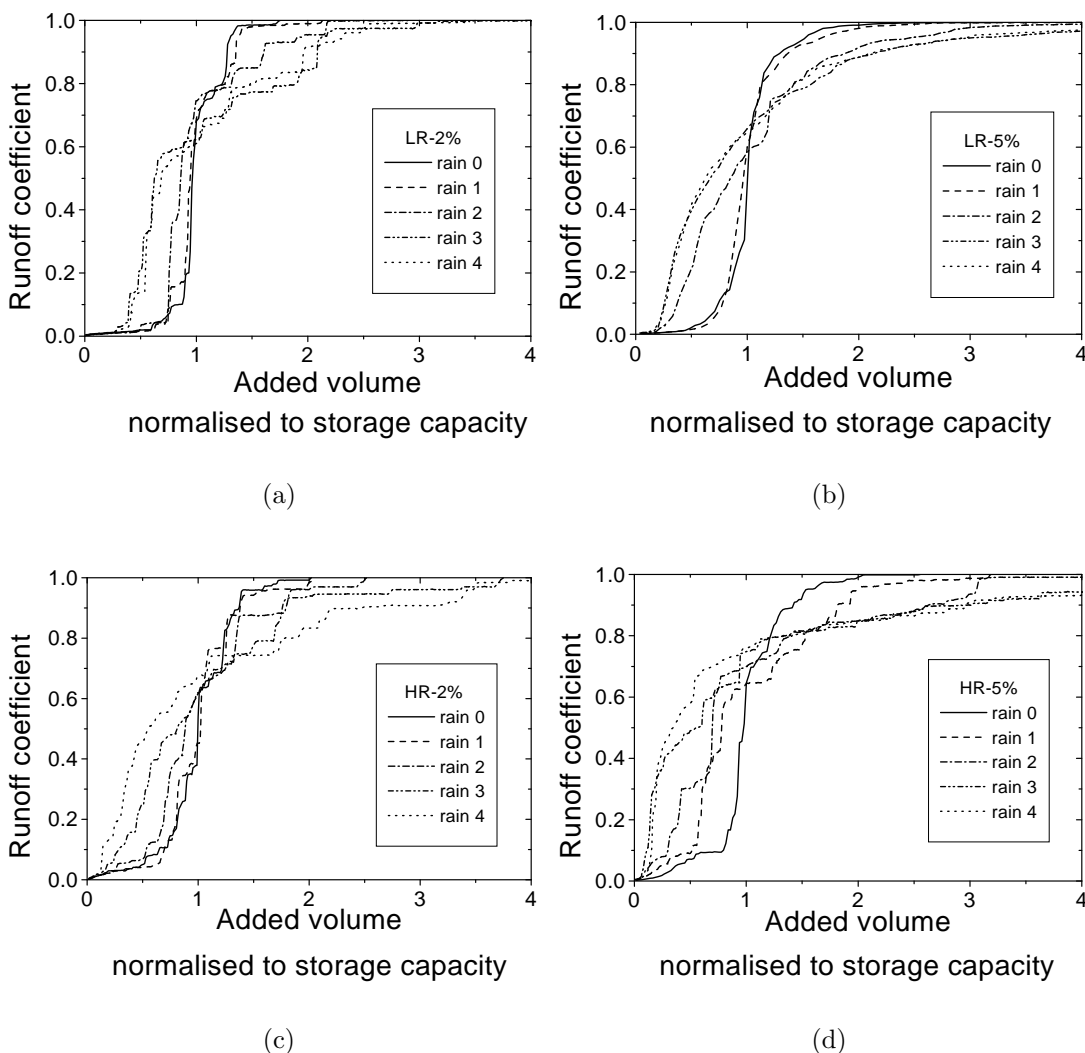 1.0
0.8
0.6
0.4
0.2
0.0
Runoff coefficient
LR-2%
rain 0
rain 1
rain 2
rain 3
rain 4
0 1 2 3 4
Added volume
normalised to storage capacity
(a)
1.0
0.8
0.6
0.4
0.2
0.0
Runoff coefficient
LR-5%
rain 0
rain 1
rain 2
rain 3
rain 4
0 1 2 3 4
Added volume
normalised to storage capacity
(b)
1.0
0.8
0.6
0.4
0.2
0.0
Runoff coefficient
HR-2%
rain 0
rain 1
rain 2
rain 3
rain 4
0 1 2 3 4
Added volume
normalised to storage capacity
(c)
1.0
0.8
0.6
0.4
0.2
0.0
Runoff coefficient
HR-5%
rain 0
rain 1
rain 2
rain 3
rain 4
0 1 2 3 4
Added volume
normalised to storage capacity
(d)